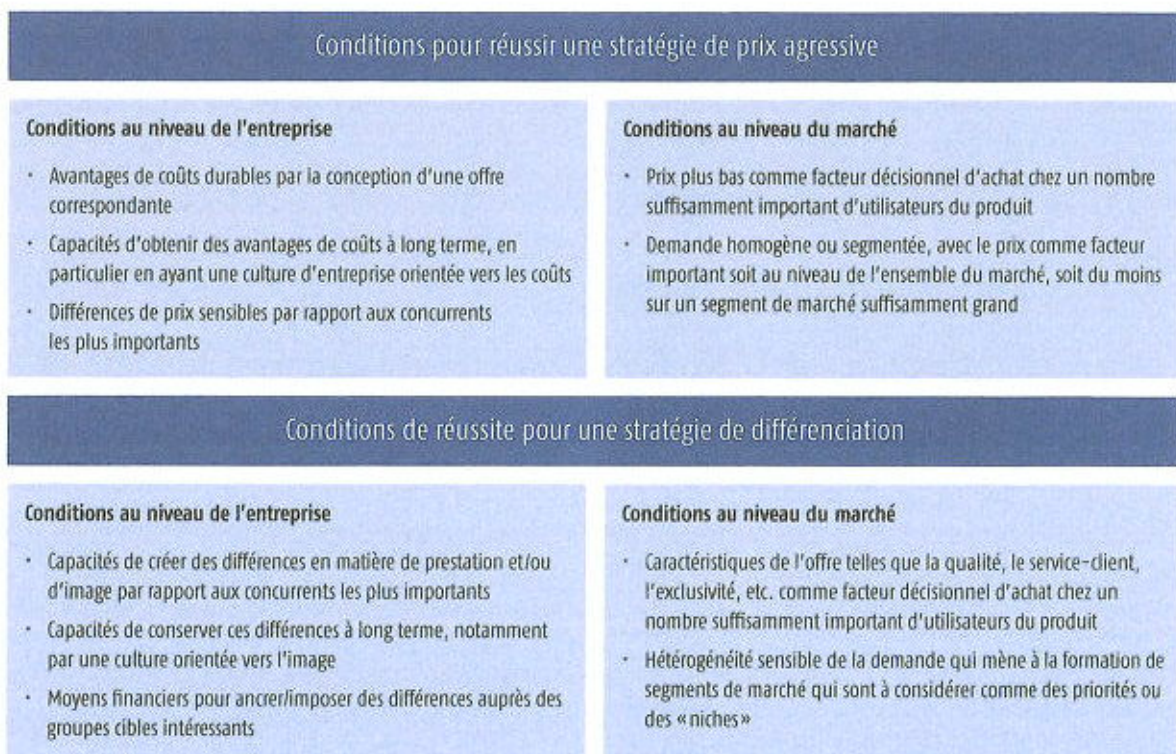 Conditions pour réussir une stratégie de prix agressive
Conditions au niveau de l'entreprise
· Avantages de coûts durables par la conception d'une offre
correspondante
· Capacités d'obtenir des avantages de coûts à long terme, en
particulier en ayant une culture d'entreprise orientée vers les coûts
· Différences de prix sensibles par rapport aux concurrents
les plus importants
Conditions au niveau du marché
· Prix plus bas comme facteur décisionnel d'achat chez un nombre
suffisamment important d'utilisateurs du produit
· Demande homogène ou segmentée, avec le prix comme facteur
important soit au niveau de l'ensemble du marché, soit du moins
sur un segment de marché suffisamment grand
Conditions de réussite pour une stratégie de différenciation
Conditions au niveau de l'entreprise
· Capacités de créer des différences en matière de prestation et/ou
d'image par rapport aux concurrents les plus importants
· Capacités de conserver ces différences à long terme, notamment
par une culture orientée vers l'image
· Moyens financiers pour ancrer/imposer des différences auprès des
groupes cibles intéressants
Conditions au niveau du marché
· Caractéristiques de l'offre telles que la qualité, le service-client,
l'exclusivité, etc. comme facteur décisionnel d'achat chez un
nombre suffisamment important d'utilisateurs du produit
· Hétérogénéité sensible de la demande qui mène à la formation de
segments de marché qui sont à considérer comme des priorités ou
des «niches»